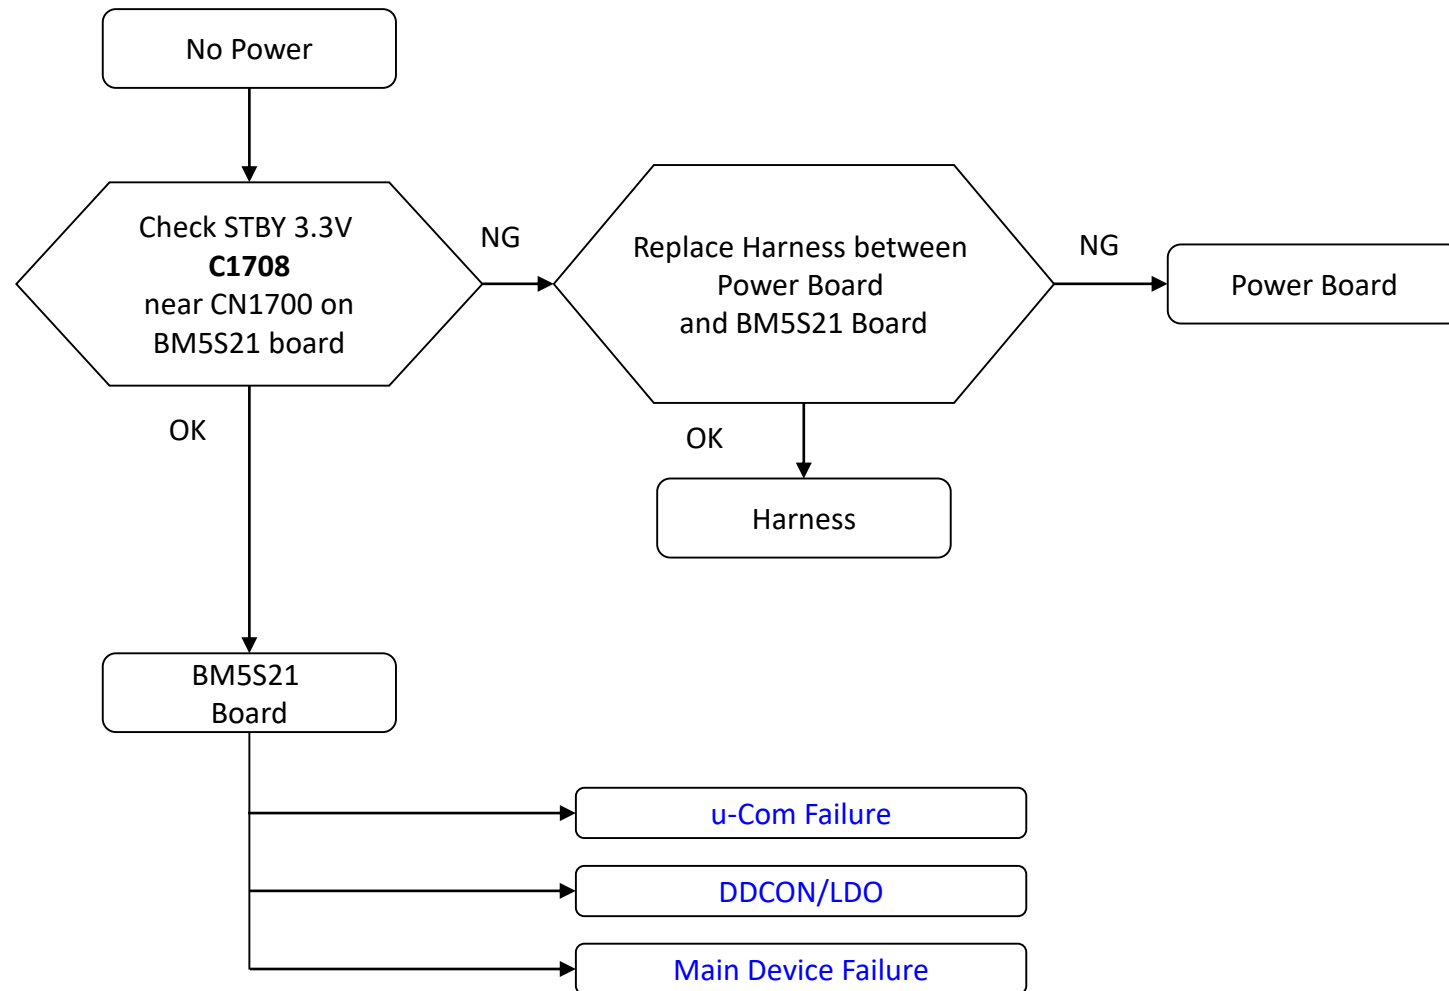 No Power
Check STBY 3.3V
C1708
near CN1700 on
BM5S21 board
NG
Replace Harness between
Power Board
and BM5S21 Board
NG
Power Board
OK
OK
Harness
BM5S21
Board
u-Com Failure
DDCON/LDO
Main Device Failure